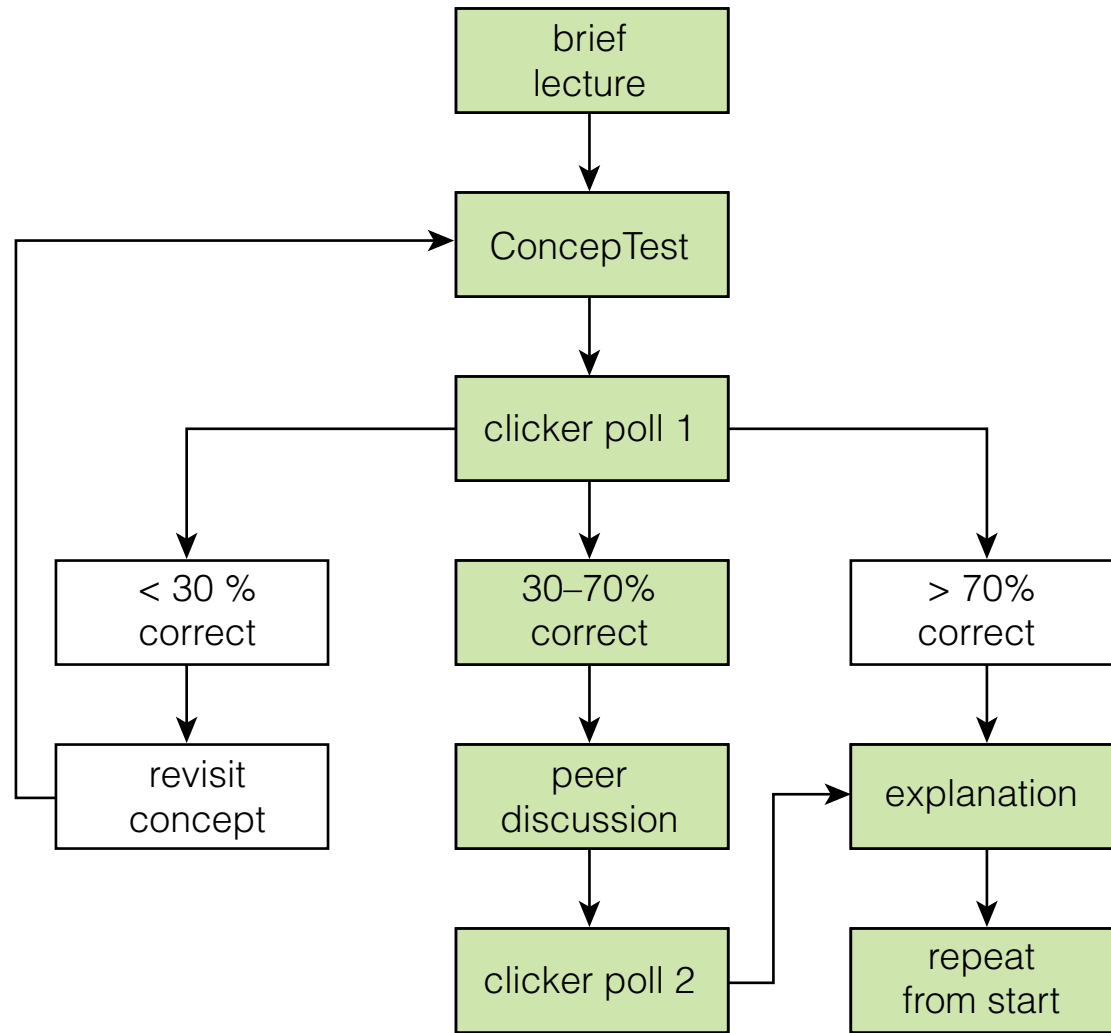 brief
lecture
ConcepTest
clicker poll 1
< 30 %
correct
30–70%
correct
> 70%
correct
revisit
concept
peer
discussion
explanation
clicker poll 2
repeat
from start